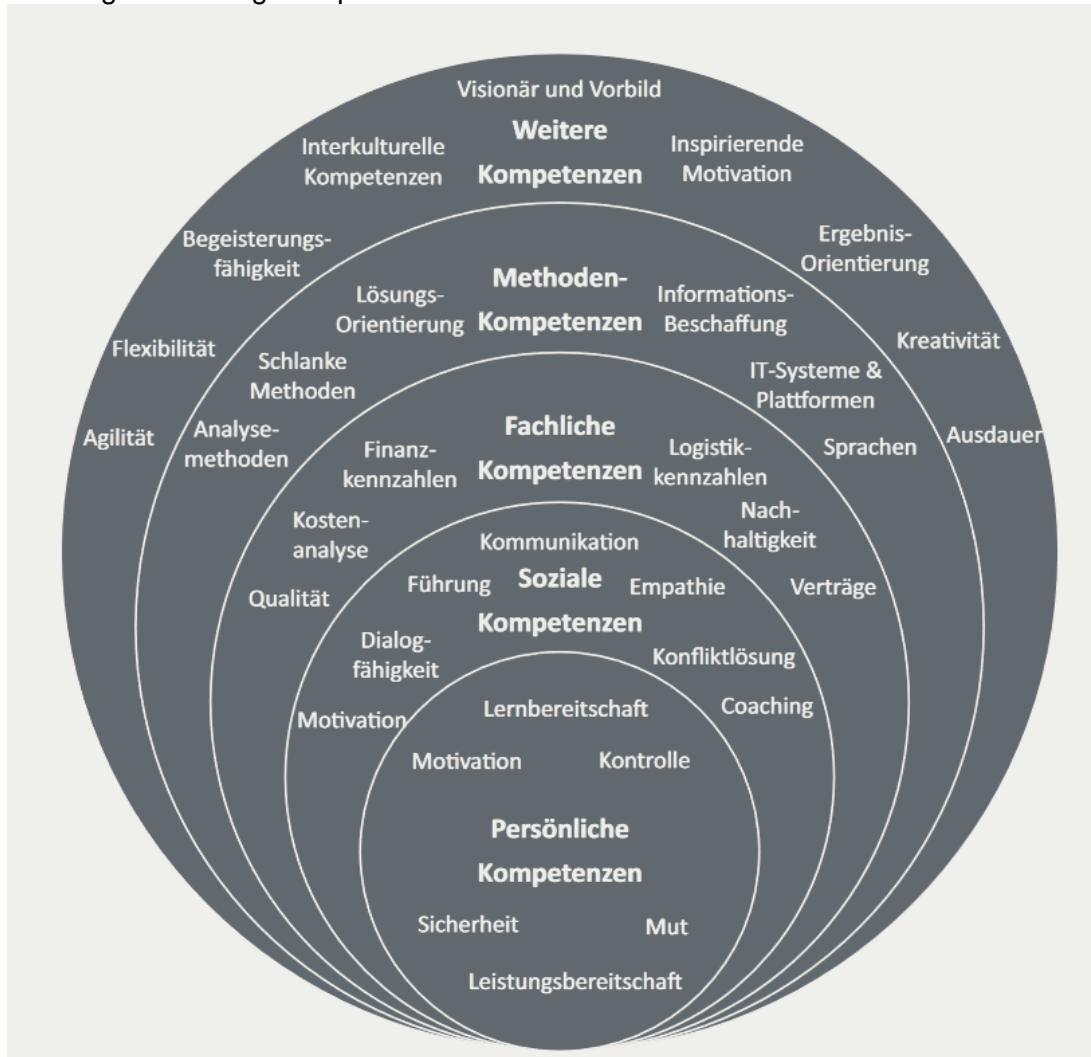 Visionär und Vorbild
Weitere
Kompetenzen
Interkulturelle
Kompetenzen
Inspirierende
Motivation
Begeisterungs-
fähigkeit
Ergebnis-
Orientierung
Flexibilität
Kreativität
Agilität
Ausdauer
Methoden-
Kompetenzen
Lösungs-
Orientierung
Informations-
Beschaffung
Schlanke
Methoden
IT-Systeme &
Plattformen
Analyse-
methoden
Sprachen
Fachliche
Kompetenzen
Finanz-
kennzahlen
Logistik-
kennzahlen
Kosten-
analyse
Nach-
haltigkeit
Qualität
Verträge
Kommunikation
Soziale
Kompetenzen
Führung
Empathie
Dialog-
fähigkeit
Konfliktlösung
Motivation
Coaching
Lernbereitschaft
Motivation
Kontrolle
Persönliche
Kompetenzen
Sicherheit
Mut
Leistungsbereitschaft